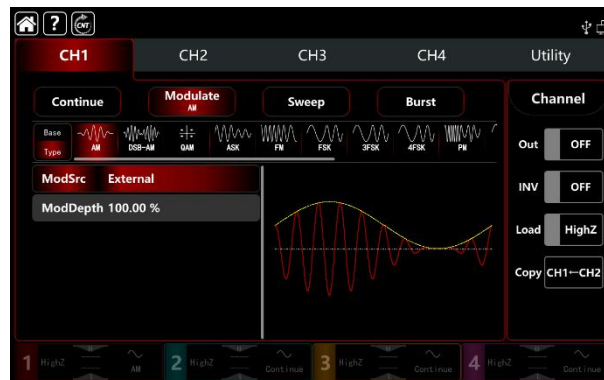 ? CNT
CH1 CH2 CH3 CH4 Utility
Continue Modulate AM Sweep Burst Channel
Base Type AM DSB-AM QAM ASK FM FSK 3FSK 4FSK PM
Out OFF
ModSrc External
INV OFF
ModDepth 100.00 %
Load HighZ
Copy CH1←CH2
1 HighZ AM 2 HighZ Continue 3 HighZ Continue 4 HighZ Continue